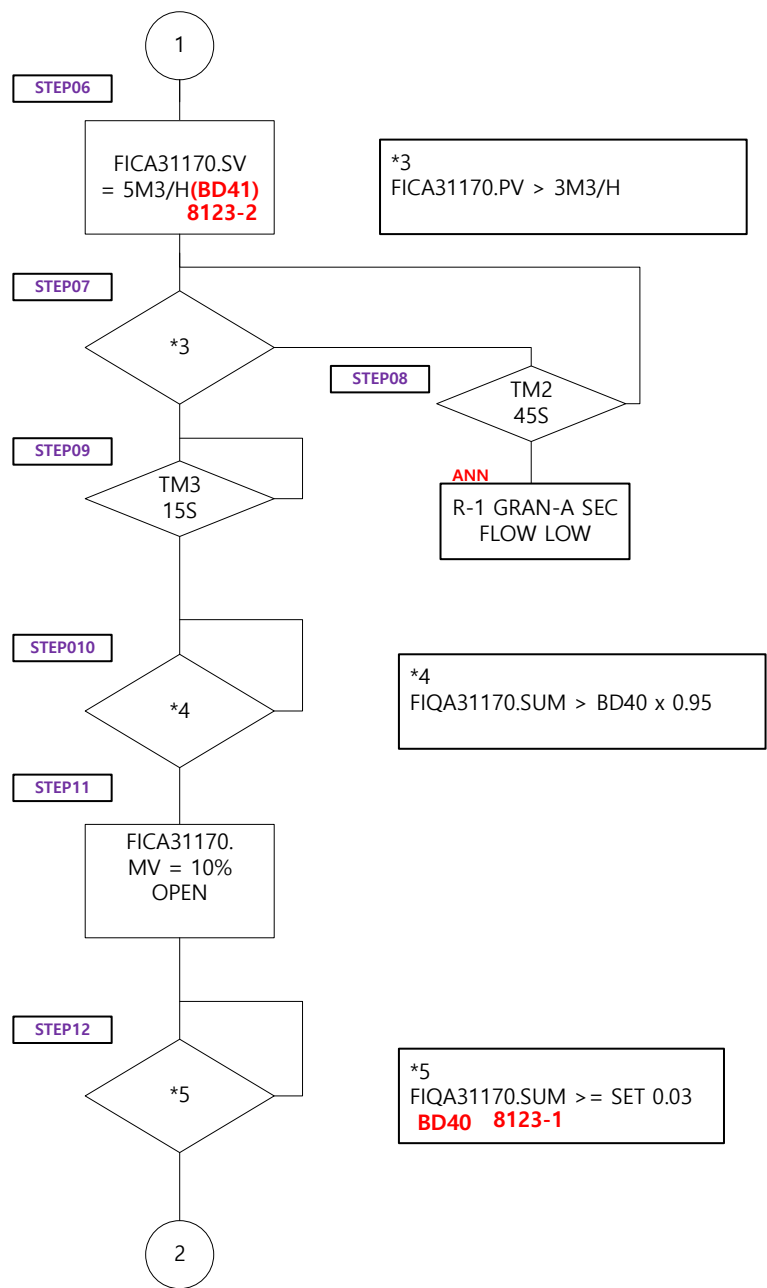 1
STEP06
FICA31170.SV
= 5M3/H(BD41)
8123-2
*3
FICA31170.PV > 3M3/H
STEP07
*3
STEP08
TM2
45S
STEP09
TM3
15S
ANN
R-1 GRAN-A SEC
FLOW LOW
STEP010
*4
*4
FIQA31170.SUM > BD40 x 0.95
STEP11
FICA31170.
MV = 10%
OPEN
STEP12
*5
*5
FIQA31170.SUM >= SET 0.03
BD40 8123-1
2